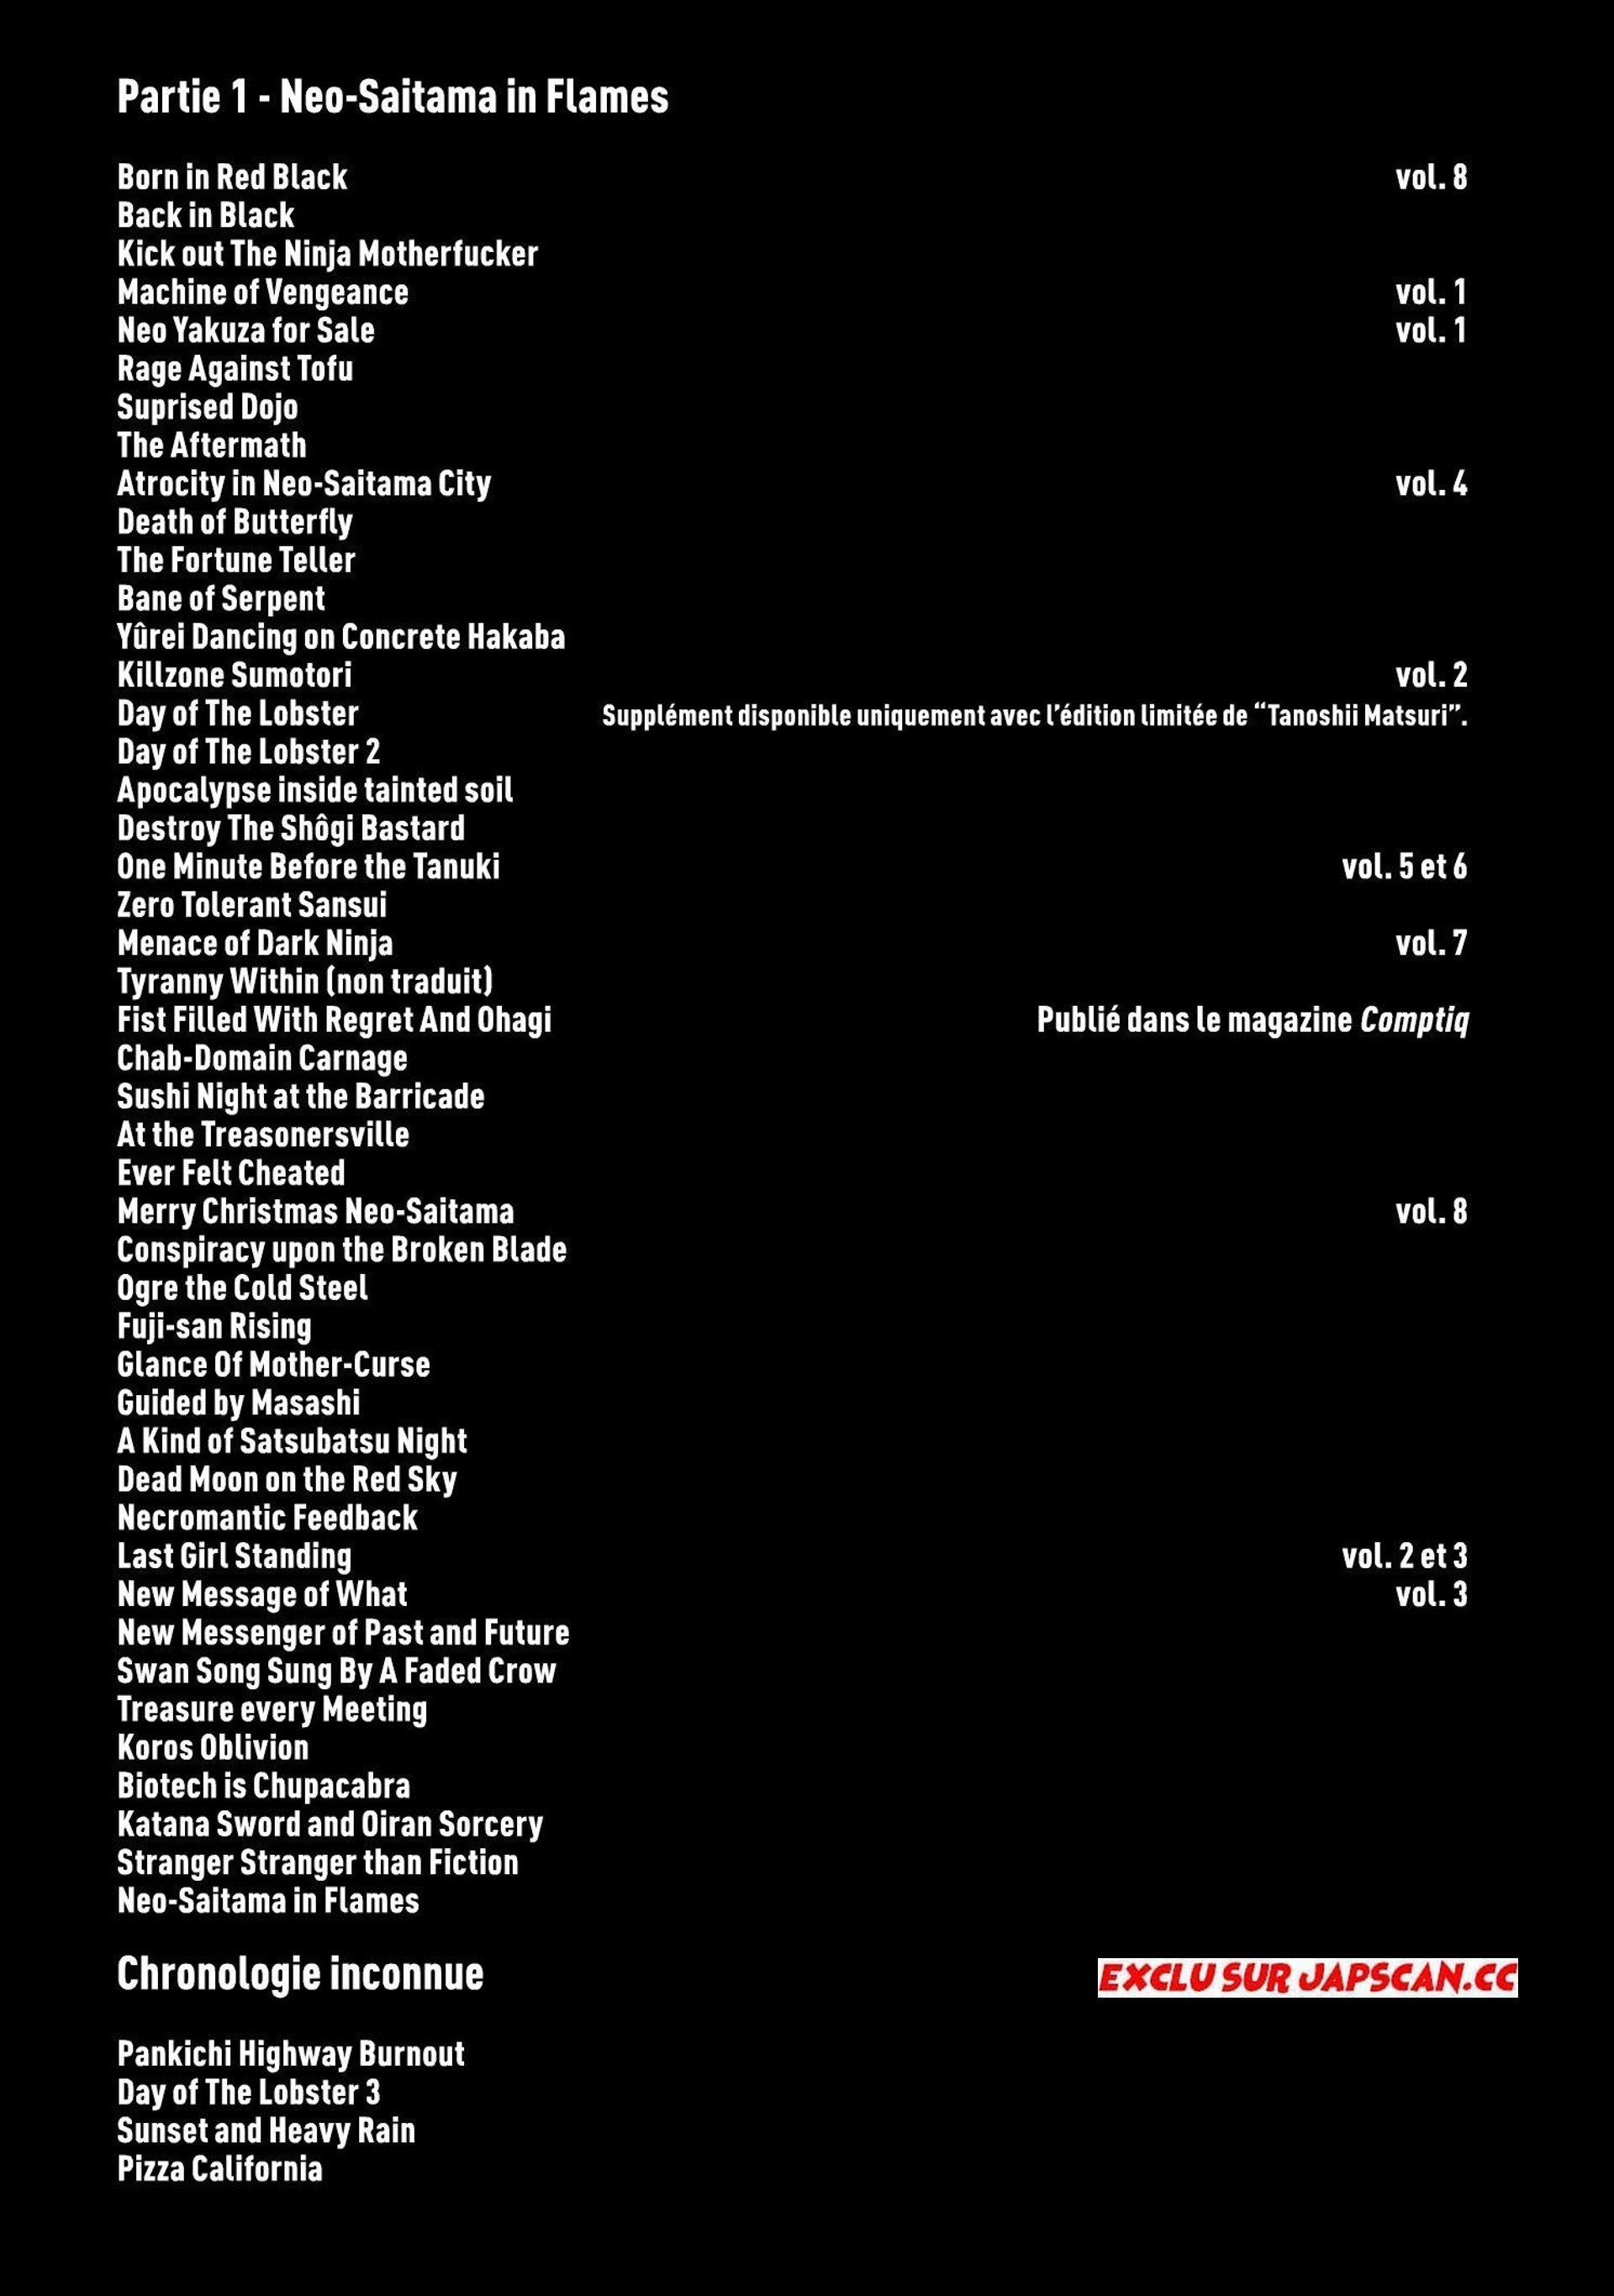 Partie 1 - Neo-Saitama in Flames
Born in Red Black vol. 8
Back in Black
Kick out The Ninja Motherfucker
Machine of Vengeance vol. 1
Neo Yakuza for Sale vol. 1
Rage Against Tofu
Suprised Dojo
The Aftermath
Atrocity in Neo-Saitama City vol. 4
Death of Butterfly
The Fortune Teller
Bane of Serpent
Yûrei Dancing on Concrete Hakaba
Killzone Sumotori vol. 2
Day of The Lobster Supplément disponible uniquement avec l'édition limitée de “Tanoshii Matsuri”.
Day of The Lobster 2
Apocalypse inside tainted soil
Destroy The Shôgi Bastard
One Minute Before the Tanuki vol. 5 et 6
Zero Tolerant Sansui
Menace of Dark Ninja vol. 7
Tyranny Within (non traduit)
Fist Filled With Regret And Ohagi Publié dans le magazine Comptiq
Chab-Domain Carnage
Sushi Night at the Barricade
At the Treasonersville
Ever Felt Cheated
Merry Christmas Neo-Saitama vol. 8
Conspiracy upon the Broken Blade
Ogre the Cold Steel
Fuji-san Rising
Glance Of Mother-Curse
Guided by Masashi
A Kind of Satsubatsu Night
Dead Moon on the Red Sky
Necromantic Feedback
Last Girl Standing vol. 2 et 3
New Message of What vol. 3
New Messenger of Past and Future
Swan Song Sung By A Faded Crow
Treasure every Meeting
Koros Oblivion
Biotech is Chupacabra
Katana Sword and Oiran Sorcery
Stranger Stranger than Fiction
Neo-Saitama in Flames
Chronologie inconnue
EXCLU SUR JAPSCAN.CC
Pankichi Highway Burnout
Day of The Lobster 3
Sunset and Heavy Rain
Pizza California